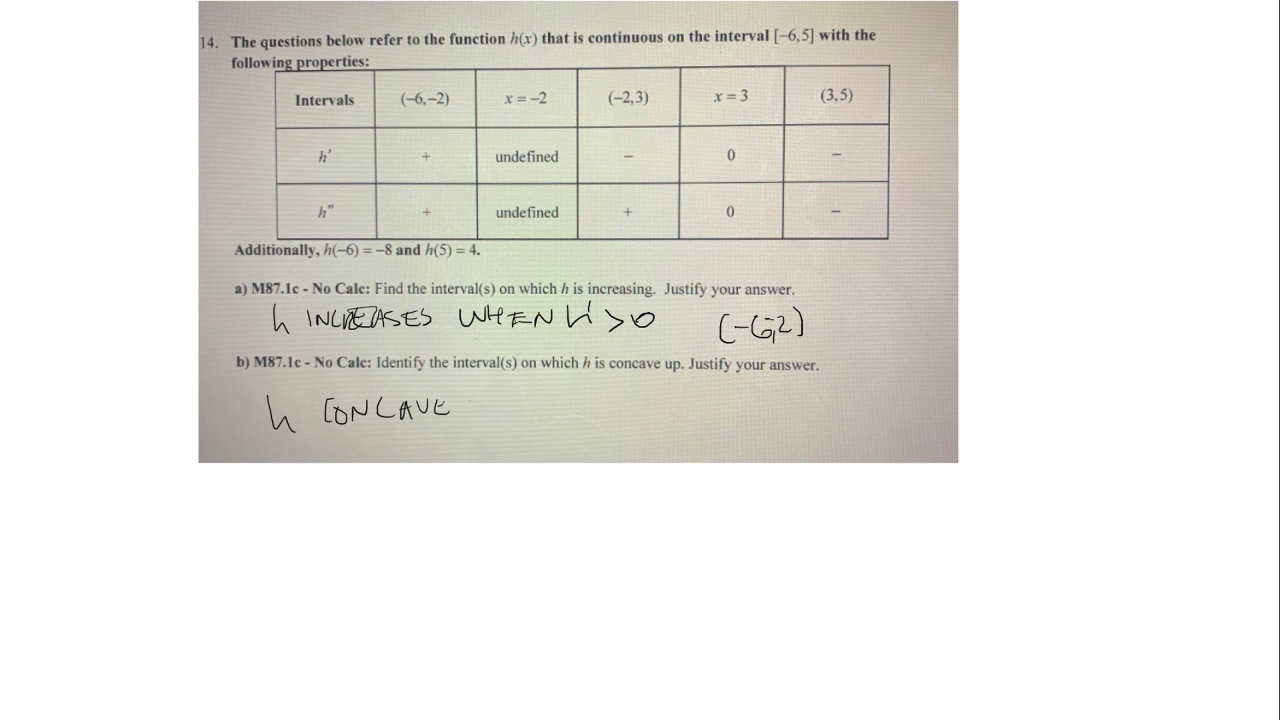 14. The questions below refer to the function h(x) that is continuous on the interval [−6,5] with the
following properties:
Intervals (−6,−2) x = −2 (−2,3) x = 3 (3,5)
h' + undefined − 0 −
h" + undefined + 0 −
Additionally, h(−6) = −8 and h(5) = 4.
a) M87.1c - No Calc: Find the interval(s) on which h is increasing. Justify your answer.
h INCREASES WHEN h' > 0 (-6,-2)
b) M87.1c - No Calc: Identify the interval(s) on which h is concave up. Justify your answer.
h CONCAVE